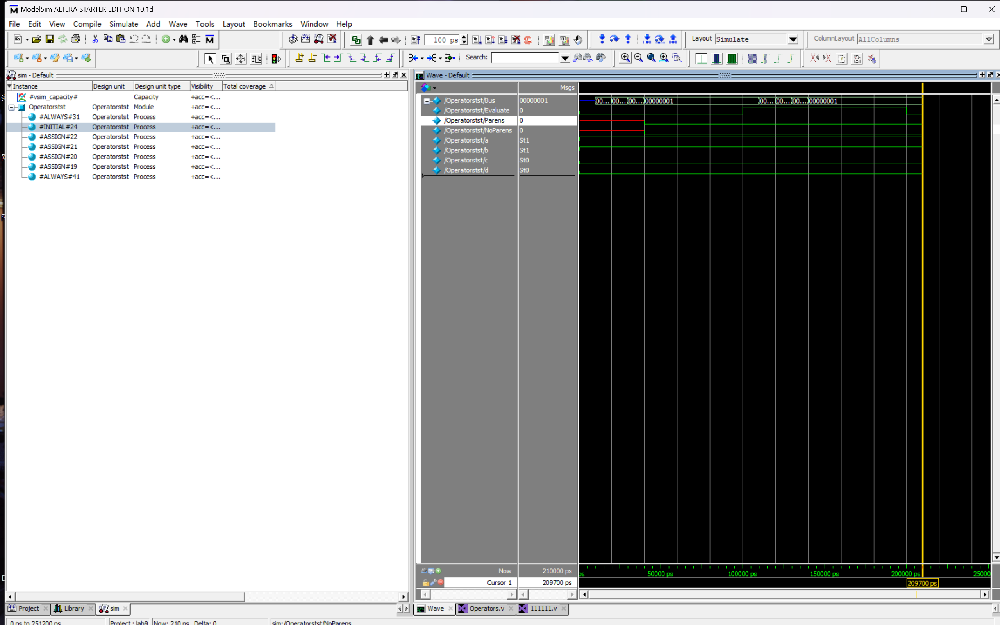 ModelSim ALTERA STARTER EDITION 10.1d
File Edit View Compile Simulate Add Wave Tools Layout Bookmarks Window Help
100 ps Layout Simulate ColumnLayout AllColumns
Search:
sim - Default
Instance Design unit Design unit type Visibility Total coverage
#vsim_capacity# Capacity +acc=<...
Operatorstst Operatorstst Module +acc=<...
#ALWAYS#31 Operatorstst Process +acc=<...
#INITIAL#24 Operatorstst Process +acc=<...
#ASSIGN#22 Operatorstst Process +acc=<...
#ASSIGN#21 Operatorstst Process +acc=<...
#ASSIGN#20 Operatorstst Process +acc=<...
#ASSIGN#19 Operatorstst Process +acc=<...
#ALWAYS#41 Operatorstst Process +acc=<...
Wave - Default
Msgs
/Operatorstst/Bus 00000001 00... 00... 00... 00000001 00... 00... 00... 00000001
/Operatorstst/Evaluate 0
/Operatorstst/Parens 0
/Operatorstst/NoParens 0
/Operatorstst/a St1
/Operatorstst/b St1
/Operatorstst/c St0
/Operatorstst/d St0
Now 210000 ps ps 50000 ps 100000 ps 150000 ps 200000 ps 25000
Cursor 1 209700 ps 209700 ps
Project Library sim
Wave Operators.v 111111.v
0 ps to 251200 ps Project : lab9 Now: 210 ns Delta: 0 sim:/Operatorstst/NoParens